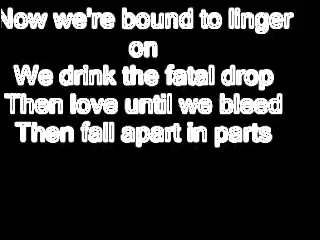 Now we're bound to linger
on
We drink the fatal drop
Then love until we bleed
Then fall apart in parts